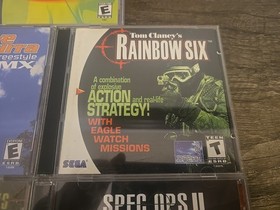 Tom Clancy's
RAINBOW SIX
A combination
of explosive
ACTION and real-life
STRATEGY!
WITH
EAGLE
WATCH
MISSIONS
SEGA
TEEN
T
freestyle
MX
SPEC OPS II